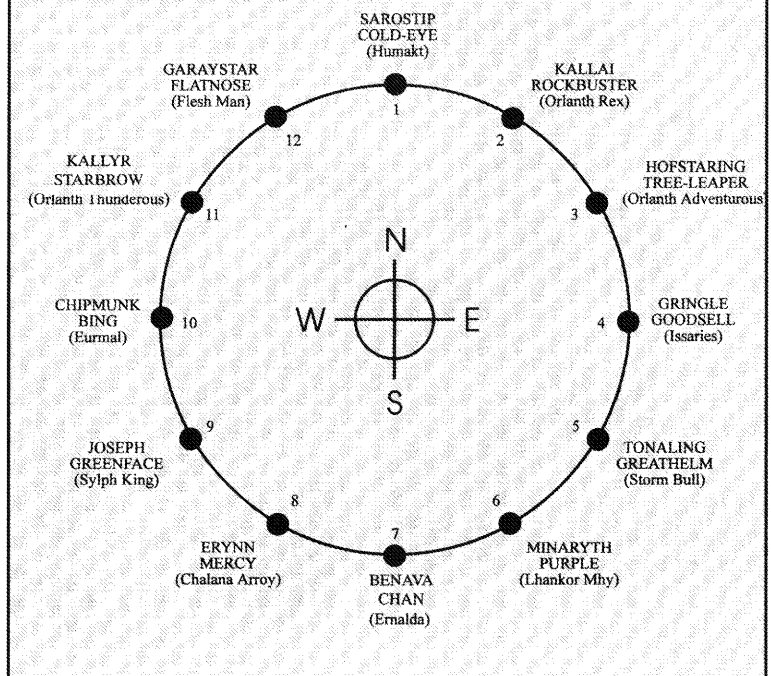 SAROSTIP
COLD-EYE
(Humakt)
1
KALLAI
ROCKBUSTER
(Orlanth Rex)
2
HOFSTARING
TREE-LEAPER
(Orlanth Adventurous
3
GRINGLE
GOODSELL
(Issaries)
4
TONALING
GREATHELM
(Storm Bull)
5
MINARYTH
PURPLE
(Lhankor Mhy)
6
BENAVA
CHAN
(Ernalda)
7
ERYNN
MERCY
(Chalana Arroy)
8
JOSEPH
GREENFACE
(Sylph King)
9
CHIPMUNK
BING
(Eurmal)
10
KALLYR
STARBROW
(Orlanth Thunderous)
11
GARAYSTAR
FLATNOSE
(Flesh Man)
12
N
W
E
S